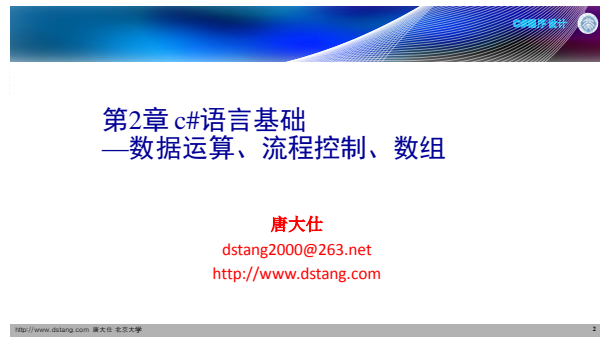 C#程序设计
第2章 c#语言基础
—数据运算、流程控制、数组
唐大仕
dstang2000@263.net
http://www.dstang.com
http://www.dstang.com 唐大仕 北京大学
2